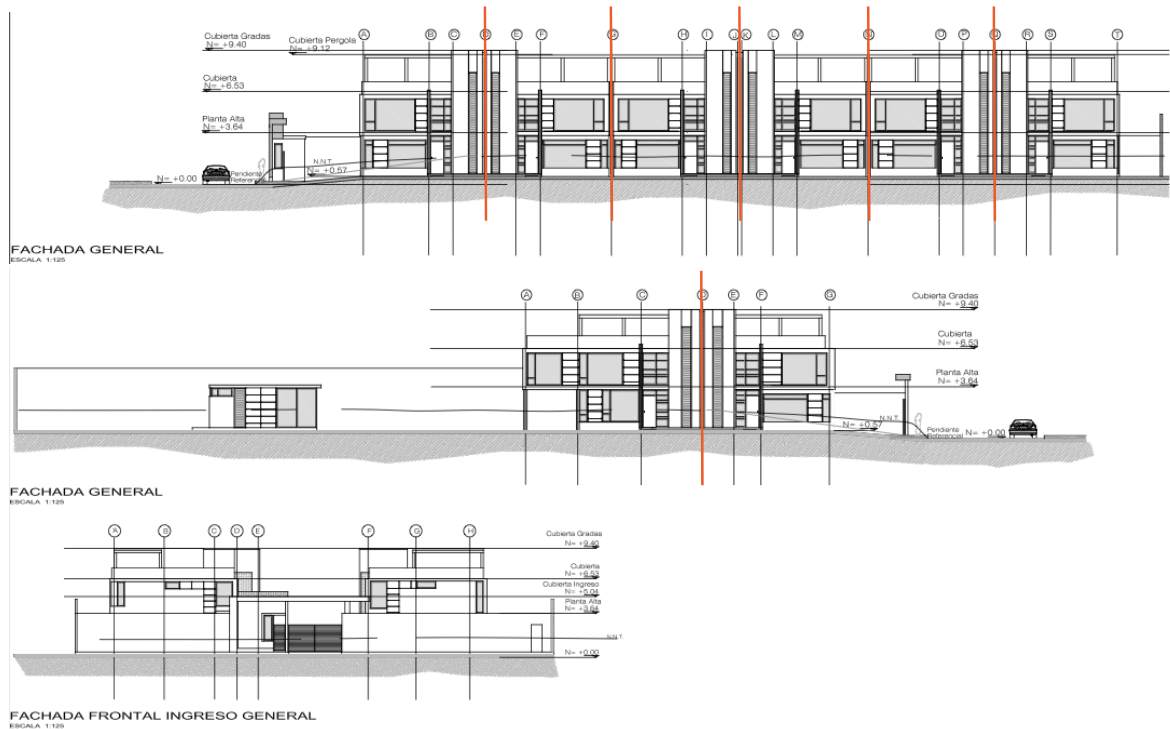 A B C D E F G H I J K L M N U P Q R S T
Cubierta Gradas
N= +9.40
Cubierta Pergola
N= +9.12
Cubierta
N= +6.53
Planta Alta
N= +3.64
N.N.T.
N= +0.57
Pendiente
Referencial
N= +0.00
FACHADA GENERAL
ESCALA 1:125
A B C D E F G
Cubierta Gradas
N= +9.40
Cubierta
N= +6.53
Planta Alta
N= +3.64
N.N.T.
N= +0.57
Pendiente
Referencial
N= +0.00
FACHADA GENERAL
ESCALA 1:125
A B C D E F G H
Cubierta Gradas
N= +9.40
Cubierta
N= +6.53
Cubierta Ingreso
N= +5.04
Planta Alta
N= +3.64
N.N.T.
N= +0.00
FACHADA FRONTAL INGRESO GENERAL
ESCALA 1:125